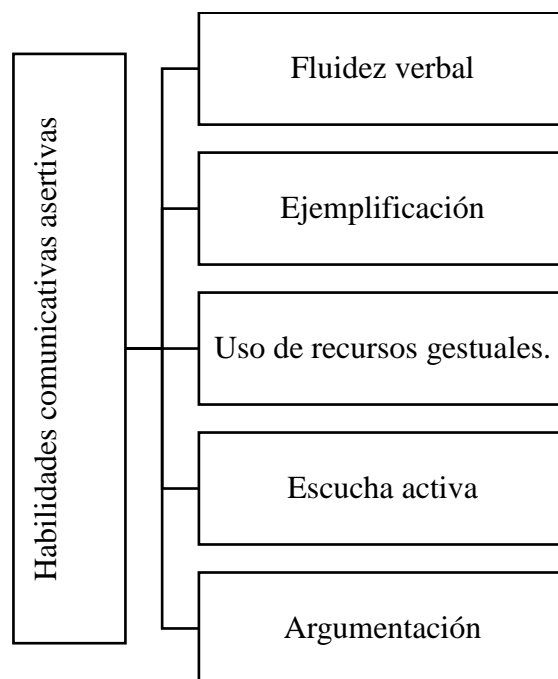 Habilidades comunicativas asertivas
Fluidez verbal
Ejemplificación
Uso de recursos gestuales.
Escucha activa
Argumentación